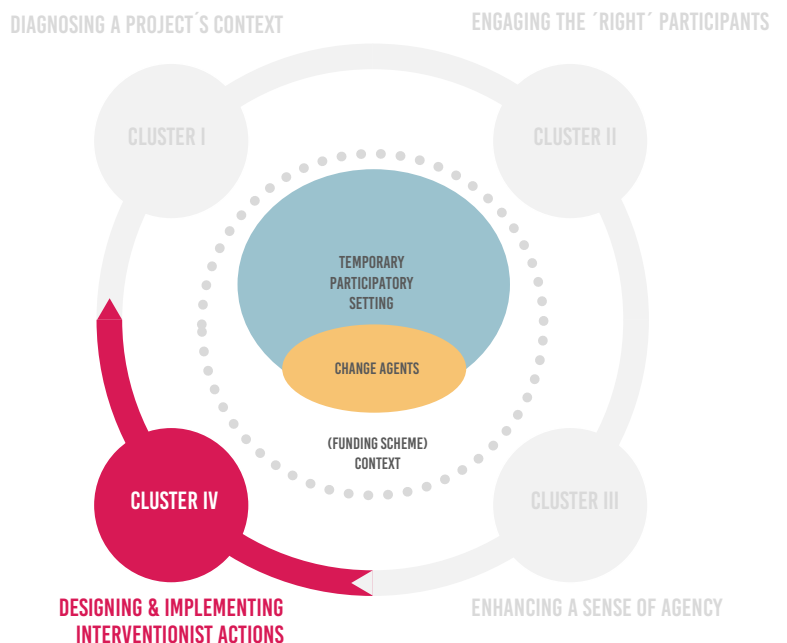 DIAGNOSING A PROJECT´S CONTEXT
ENGAGING THE ´RIGHT´ PARTICIPANTS
CLUSTER I
CLUSTER II
TEMPORARY
PARTICIPATORY
SETTING
CHANGE AGENTS
(FUNDING SCHEME)
CONTEXT
CLUSTER IV
CLUSTER III
DESIGNING & IMPLEMENTING
INTERVENTIONIST ACTIONS
ENHANCING A SENSE OF AGENCY